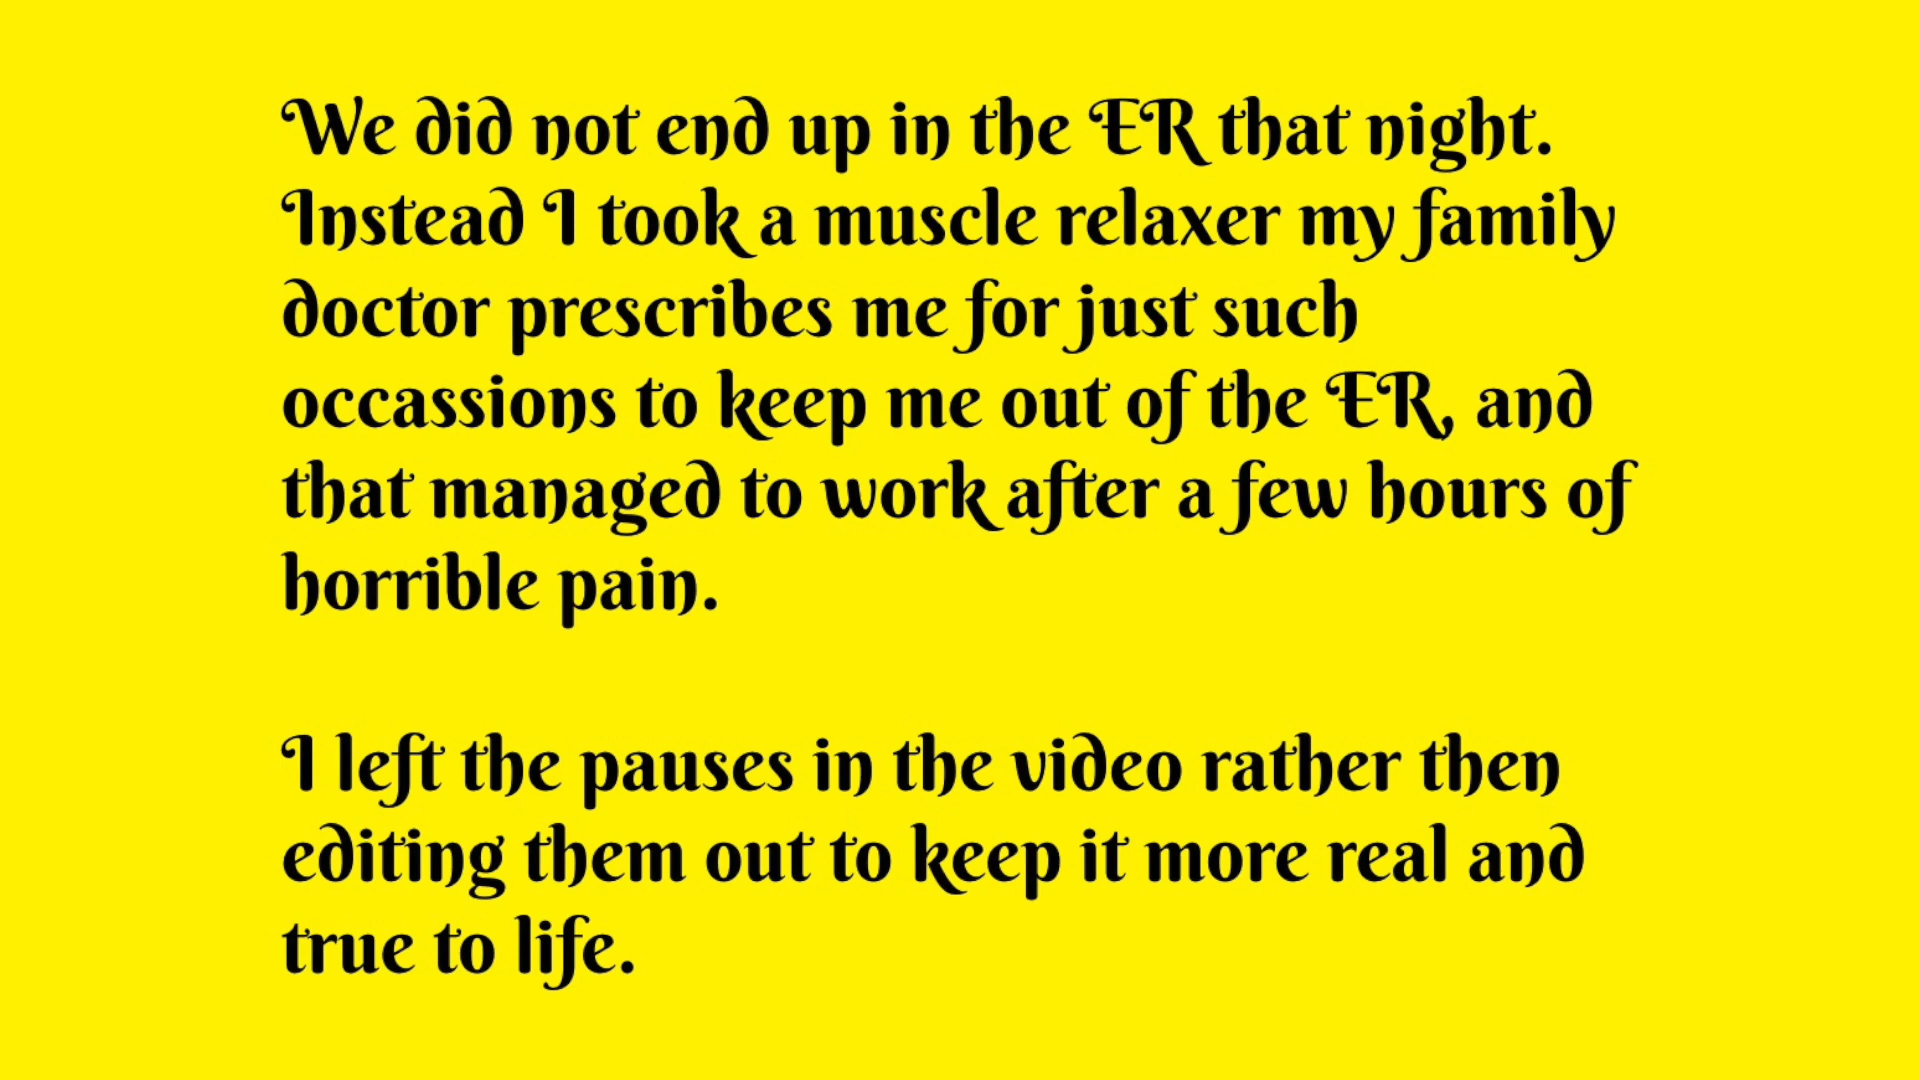 We did not end up in the ER that night.
Instead I took a muscle relaxer my family
doctor prescribes me for just such
occassions to keep me out of the ER, and
that managed to work after a few hours of
horrible pain.
I left the pauses in the video rather then
editing them out to keep it more real and
true to life.